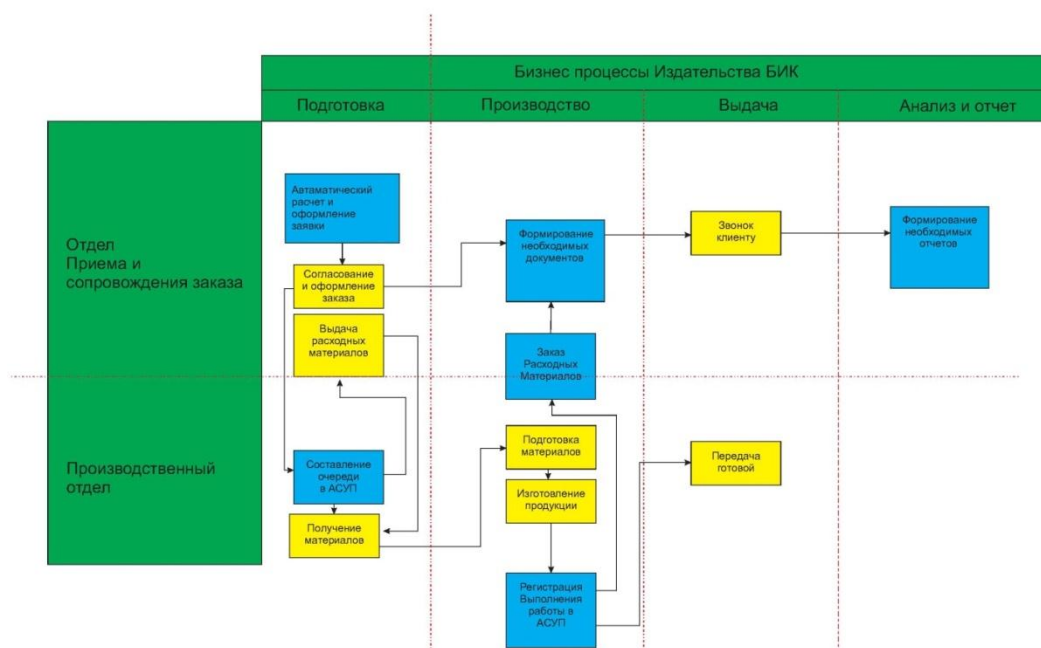 Бизнес процессы Издательства БИК
Подготовка
Производство
Выдача
Анализ и отчет
Отдел
Приема и
сопровождения заказа
Автаматический
расчет и
оформление
заявки
Согласование
и оформление
заказа
Выдача
расходных
материалов
Формирование
необходимых
документов
Заказ
Расходных
Материалов
Звонок
клиенту
Формирование
необходимых
отчетов
Производственный
отдел
Составление
очереди
в АСУП
Получение
материалов
Подготовка
материалов
Изготовление
продукции
Регистрация
Выполнения
работы в
АСУП
Передача
готовой